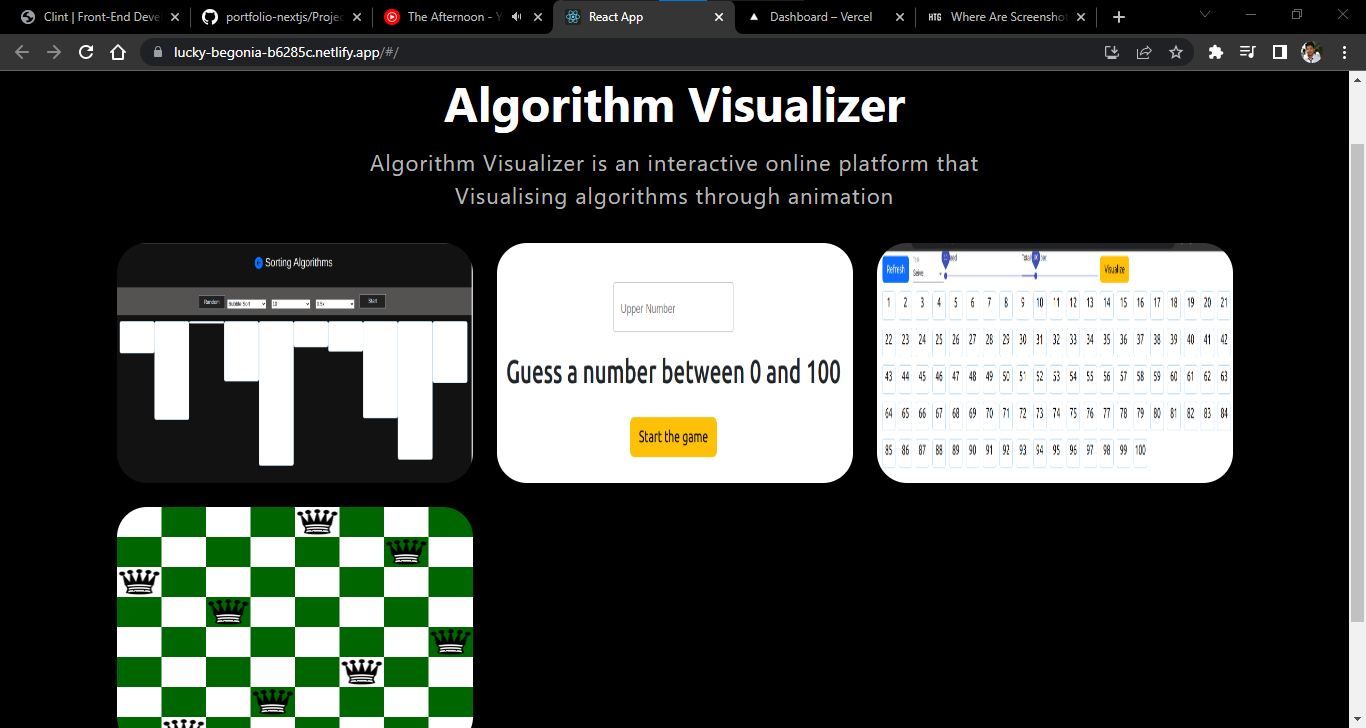 Clint | Front-End Deve
portfolio-nextjs/Projec
The Afternoon - Y
React App
Dashboard – Vercel
HTG Where Are Screenshot
lucky-begonia-b6285c.netlify.app/#/
Algorithm Visualizer
Algorithm Visualizer is an interactive online platform that
Visualising algorithms through animation
Sorting Algorithms
Random Bubble Sort 10 0.5x Start
Upper Number
Guess a number between 0 and 100
Start the game
Refresh Seive Visualize
1 2 3 4 5 6 7 8 9 10 11 12 13 14 15 16 17 18 19 20 21
22 23 24 25 26 27 28 29 30 31 32 33 34 35 36 37 38 39 40 41 42
43 44 45 46 47 48 49 50 51 52 53 54 55 56 57 58 59 60 61 62 63
64 65 66 67 68 69 70 71 72 73 74 75 76 77 78 79 80 81 82 83 84
85 86 87 88 89 90 91 92 93 94 95 96 97 98 99 100